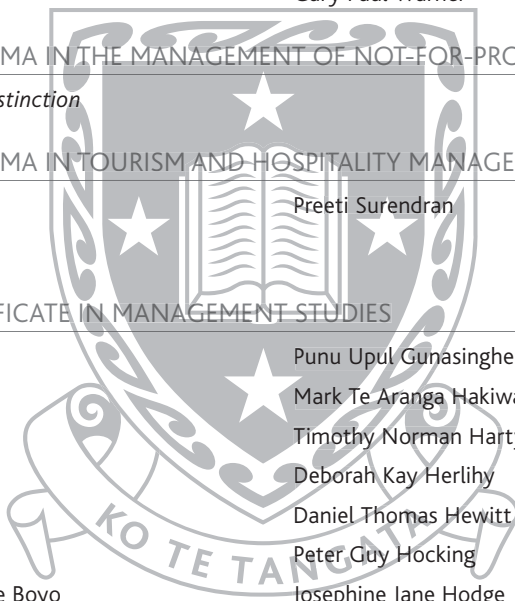 MA IN THE MANAGEMENT OF NOT-FOR-PRO
stinction
MA IN TOURISM AND HOSPITALITY MANAGE
Preeti Surendran
FICATE IN MANAGEMENT STUDIES
Punu Upul Gunasinghe
Mark Te Aranga Hakiwa
Timothy Norman Hart
Deborah Kay Herlihy
Daniel Thomas Hewitt
Peter Guy Hocking
e Boyo
Josephine Jane Hodge
KO TE TANGATA